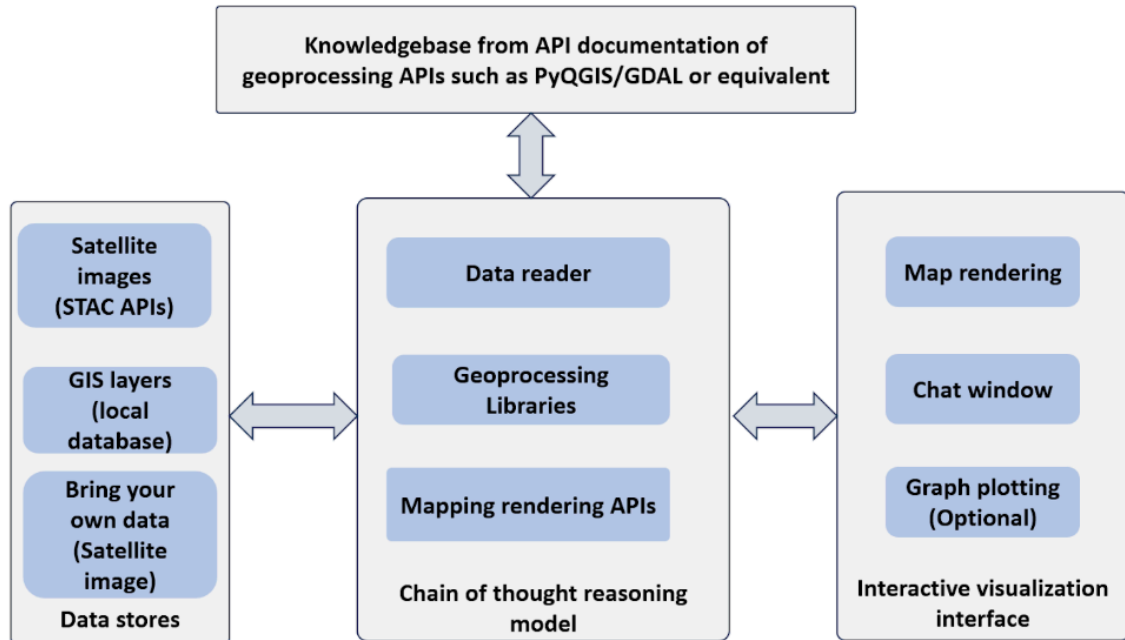 Knowledgebase from API documentation of
geoprocessing APIs such as PyQGIS/GDAL or equivalent
Satellite
images
(STAC APIs)
GIS layers
(local
database)
Bring your
own data
(Satellite
image)
Data stores
Data reader
Geoprocessing
Libraries
Mapping rendering APIs
Chain of thought reasoning
model
Map rendering
Chat window
Graph plotting
(Optional)
Interactive visualization
interface